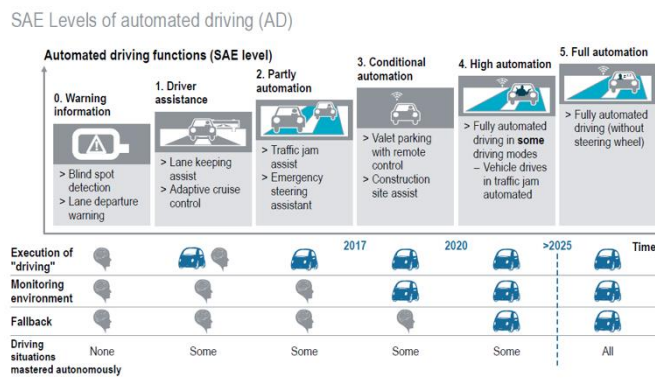 SAE Levels of automated driving (AD)
Automated driving functions (SAE level)
0. Warning
information
> Blind spot
detection
> Lane departure
warning
1. Driver
assistance
> Lane keeping
assist
> Adaptive cruise
control
2. Partly
automation
> Traffic jam
assist
> Emergency
steering
assistant
3. Conditional
automation
> Valet parking
with remote
control
> Construction
site assist
4. High automation
> Fully automated
driving in some
driving modes
– Vehicle drives
in traffic jam
automated
5. Full automation
> Fully automated
driving (without
steering wheel)
2017 2020 >2025 Time
Execution of
"driving"
Monitoring
environment
Fallback
Driving
situations
mastered autonomously
None Some Some Some Some All